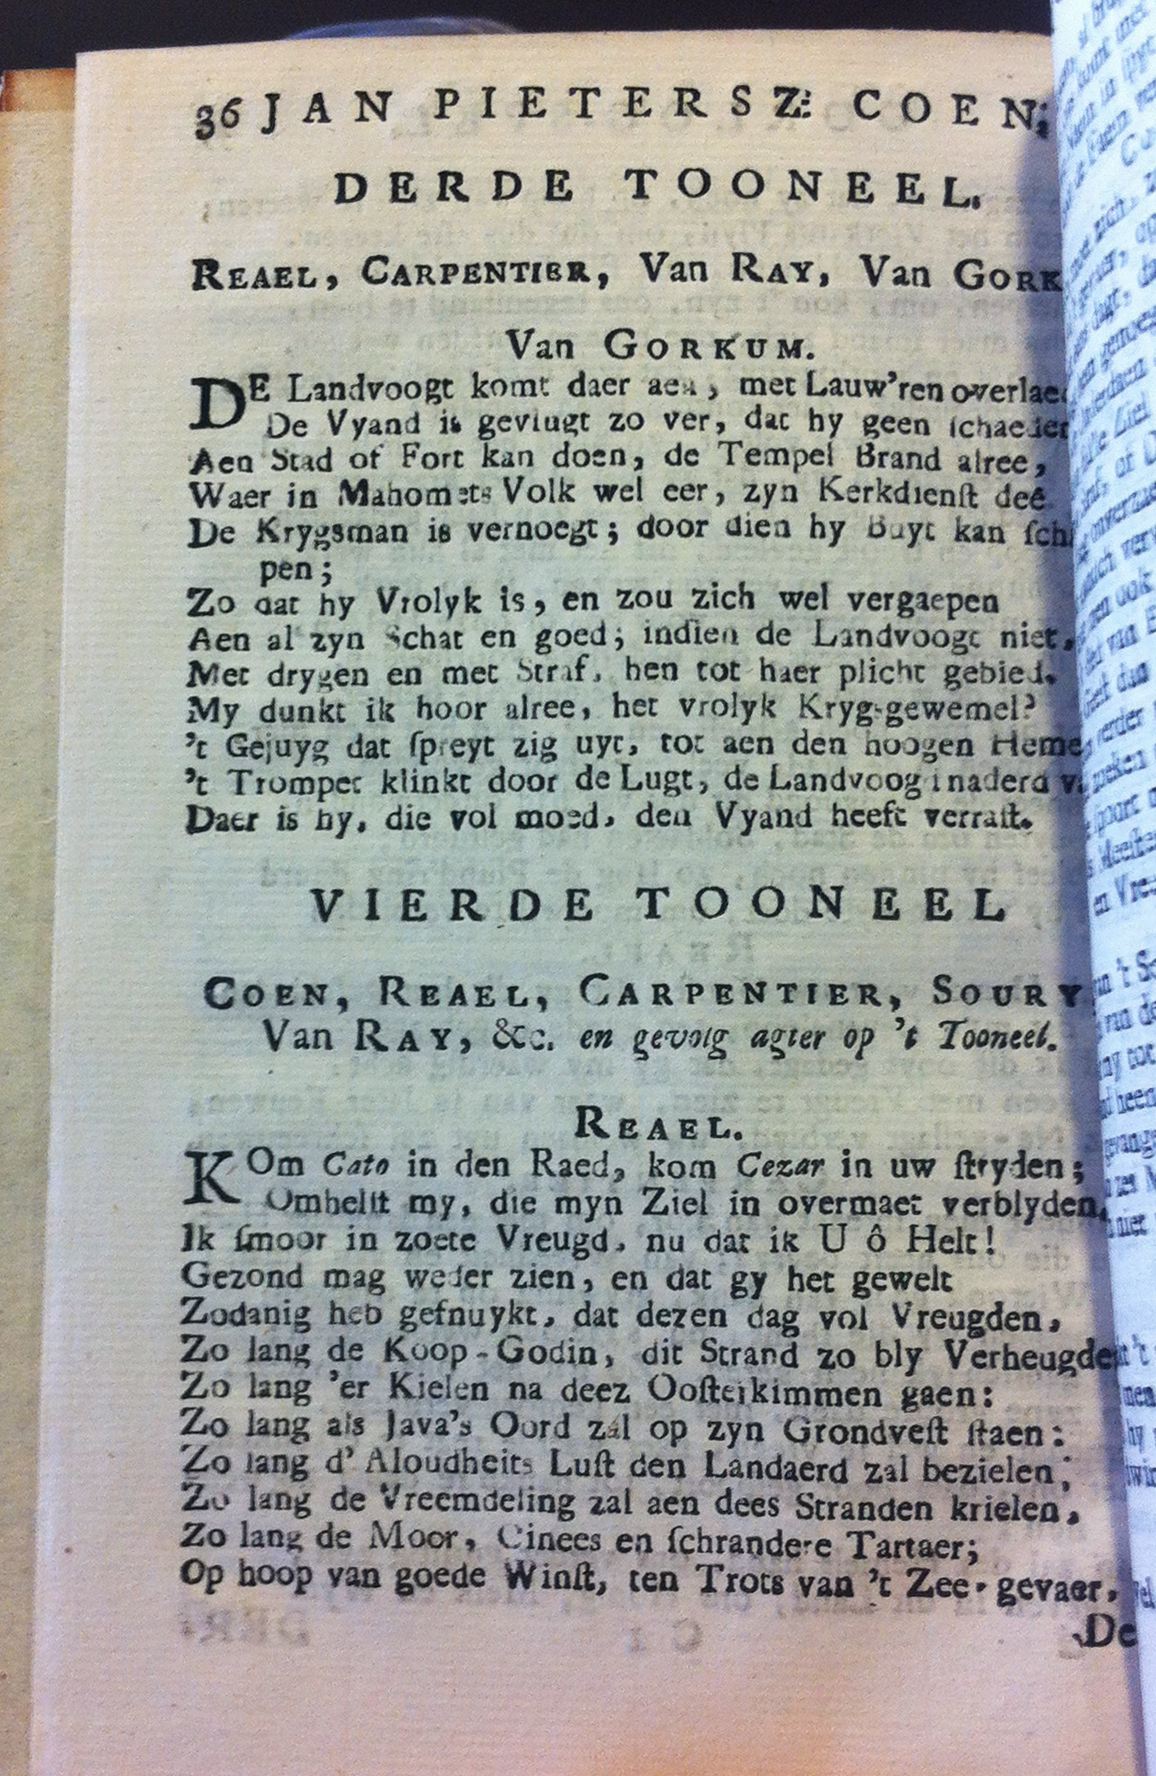 36 JAN PIETERSZ: COEN,
DERDE TOONEEL.
REAEL, CARPENTIER, Van RAY, Van GORK
Van GORKUM.
DE Landvoogt komt daer aen, met Lauw'ren overlae
De Vyand is gevlugt zo ver, dat hy geen ſchaeden
Aen Stad of Fort kan doen, de Tempel Brand alree,
Waer in Mahomets Volk wel eer, zyn Kerkdienſt deê
De Krygsman is vernoegt; door dien hy Buyt kan ſch
pen;
Zo dat hy Vrolyk is, en zou zich wel vergaepen
Aen al zyn Schat en goed; indien de Landvoogt niet,
Met drygen en met Straf, hen tot haer plicht gebied.
My dunkt ik hoor alree, het vrolyk Kryg-gewemel?
't Gejuyg dat ſpreyt zig uyt, tot aen den hoogen Heme
't Trompet klinkt door de Lugt, de Landvoog
Daer is hy, die vol moed, den Vyand heeft verraſt.
VIERDE TOONEEL
COEN, REAEL, CARPENTIER, SOURY
Van RAY, &c. en gevolg agter op 't Tooneel.
REAEL.
KOm Cato in den Raed, kom Cezar in uw ſtryden;
Omhelſt my, die myn Ziel in overmaet verblyden,
Ik ſmoor in zoete Vreugd, nu dat ik U ô Helt!
Gezond mag weder zien, en dat gy het gewelt
Zodanig heb gefnuykt, dat dezen dag vol Vreugden,
Zo lang de Koop-Godin, dit Strand zo bly Verheugde
Zo lang 'er Kielen na deez Ooſterkimmen gaen:
Zo lang als Java's Oord zal op zyn Grondveſt ſtaen:
Zo lang d' Aloudheits Luſt den Landaerd zal bezielen;
Zo lang de Vreemdeling zal aen dees Stranden krielen,
Zo lang de Moor, Cinees en ſchrandere Tartaer;
Op hoop van goede Winſt, ten Trots van 't Zee-gevaer,
De